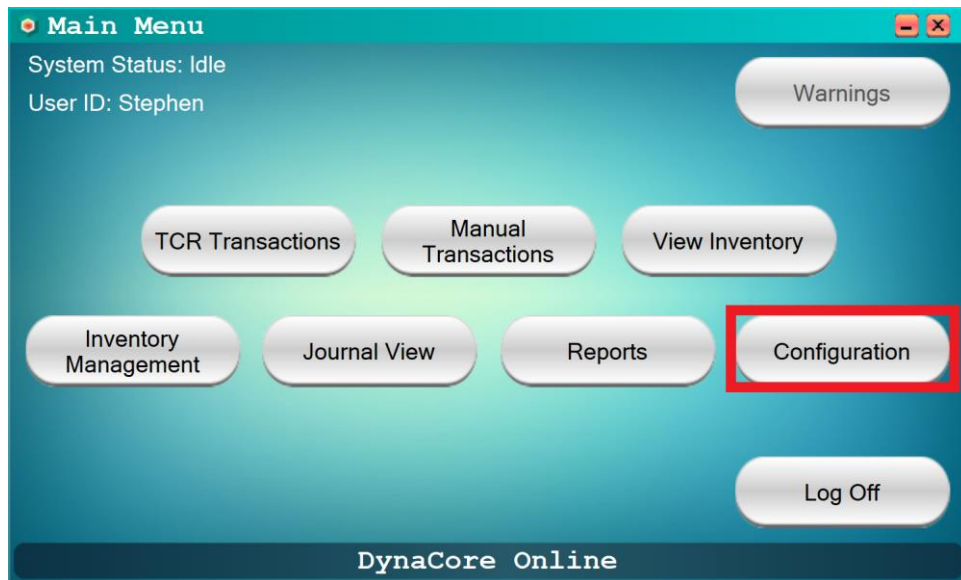 Main Menu
System Status: Idle
User ID: Stephen
Warnings
TCR Transactions
Manual
Transactions
View Inventory
Inventory
Management
Journal View
Reports
Configuration
Log Off
DynaCore Online